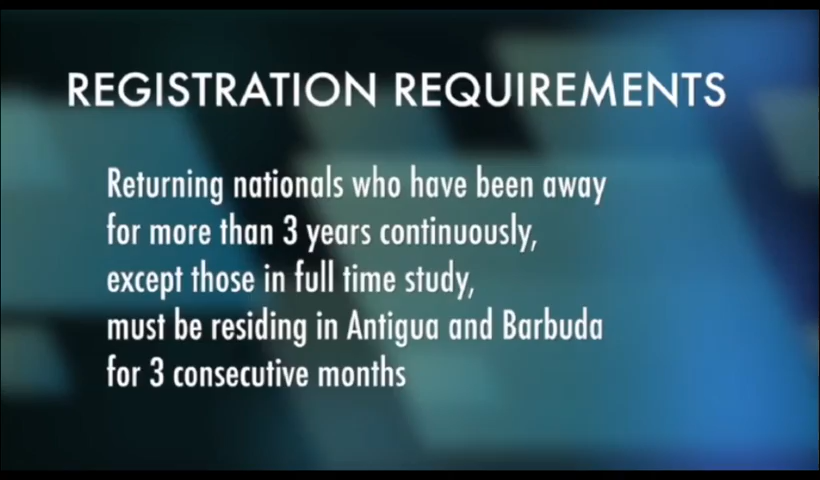 REGISTRATION REQUIREMENTS
Returning nationals who have been away
for more than 3 years continuously,
except those in full time study,
must be residing in Antigua and Barbuda
for 3 consecutive months